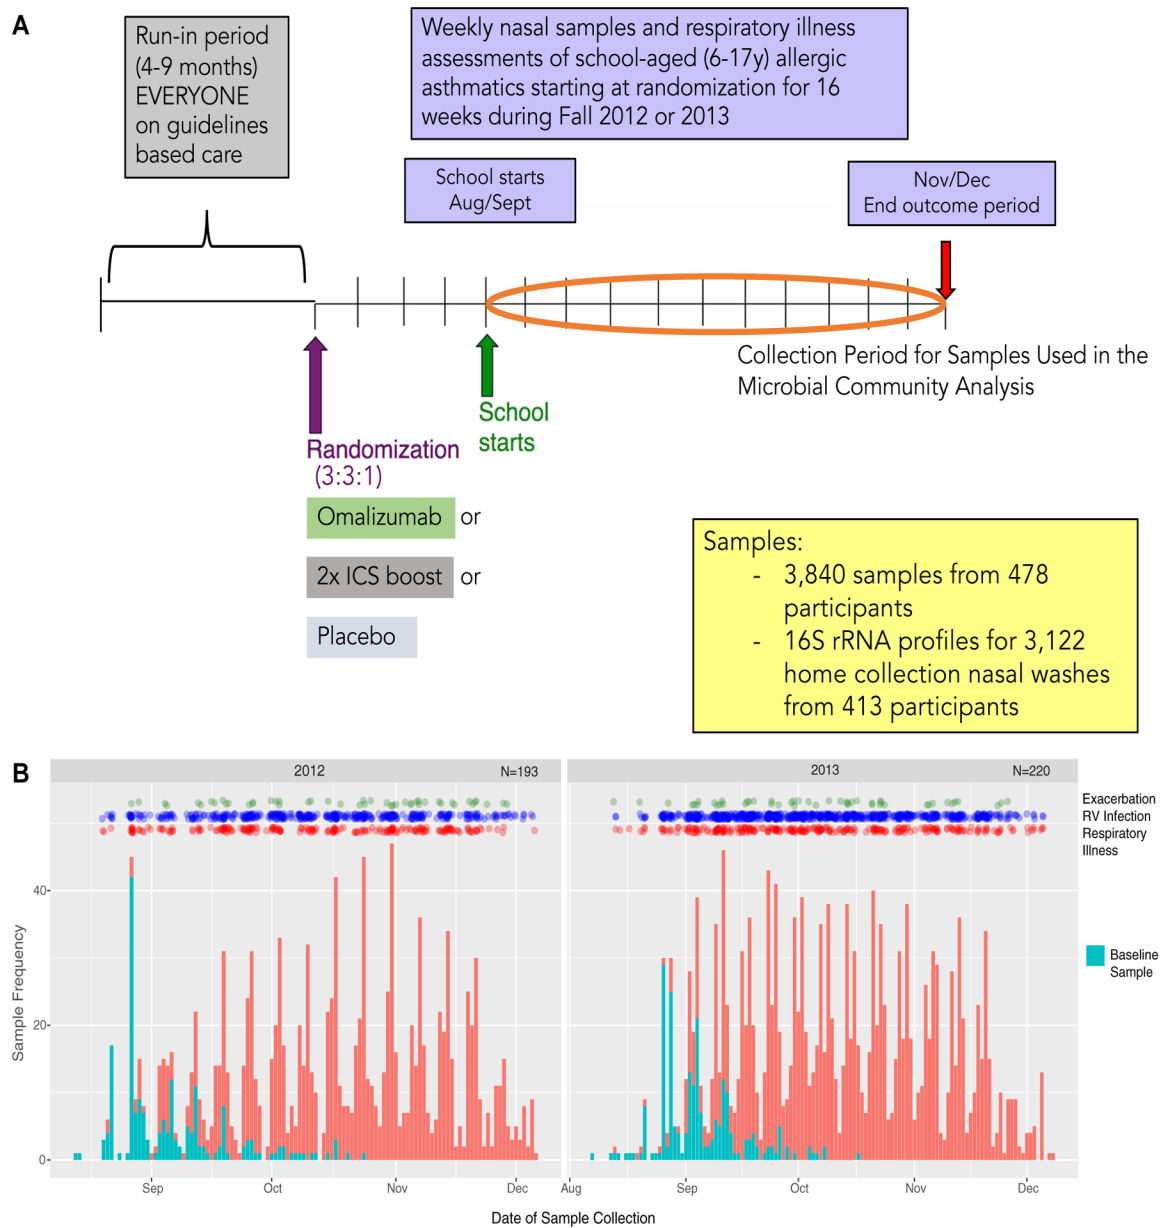 A
Run-in period
(4-9 months)
EVERYONE
on guidelines
based care
Weekly nasal samples and respiratory illness
assessments of school-aged (6-17y) allergic
asthmatics starting at randomization for 16
weeks during Fall 2012 or 2013
School starts
Aug/Sept
Nov/Dec
End outcome period
Collection Period for Samples Used in the
Microbial Community Analysis
School
starts
Randomization
(3:3:1)
Omalizumab or
2x ICS boost or
Placebo
Samples:
- 3,840 samples from 478
participants
- 16S rRNA profiles for 3,122
home collection nasal washes
from 413 participants
B
2012 N=193
2013 N=220
Exacerbation
RV Infection
Respiratory
Illness
40
20
0
Sample Frequency
Baseline
Sample
Sep Oct Nov Dec
Aug Sep Oct Nov Dec
Date of Sample Collection